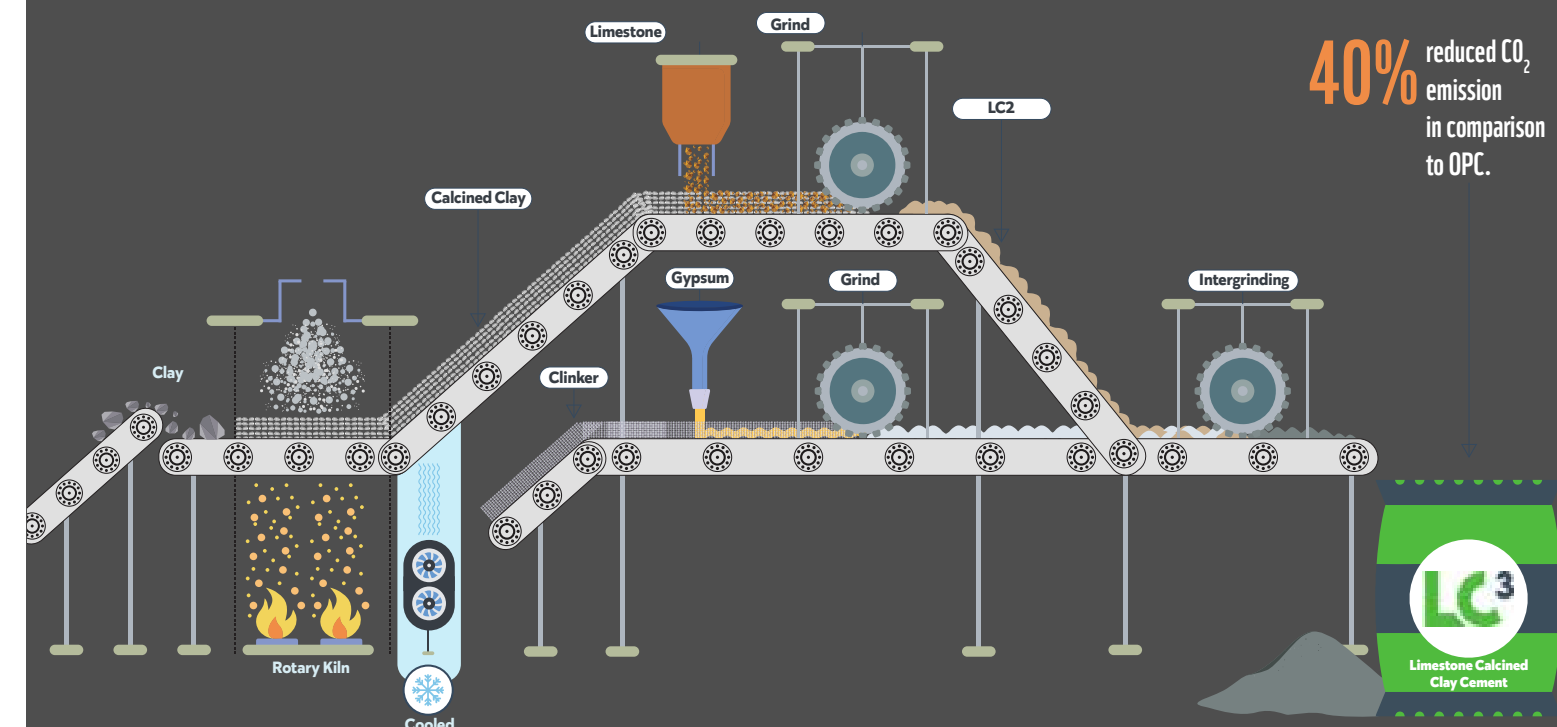 Limestone
Grind
LC2
40%
reduced CO₂
emission
in comparison
to OPC.
Calcined Clay
Gypsum
Grind
Intergrinding
Clay
Clinker
Rotary Kiln
Cooled
LC³
Limestone Calcined
Clay Cement